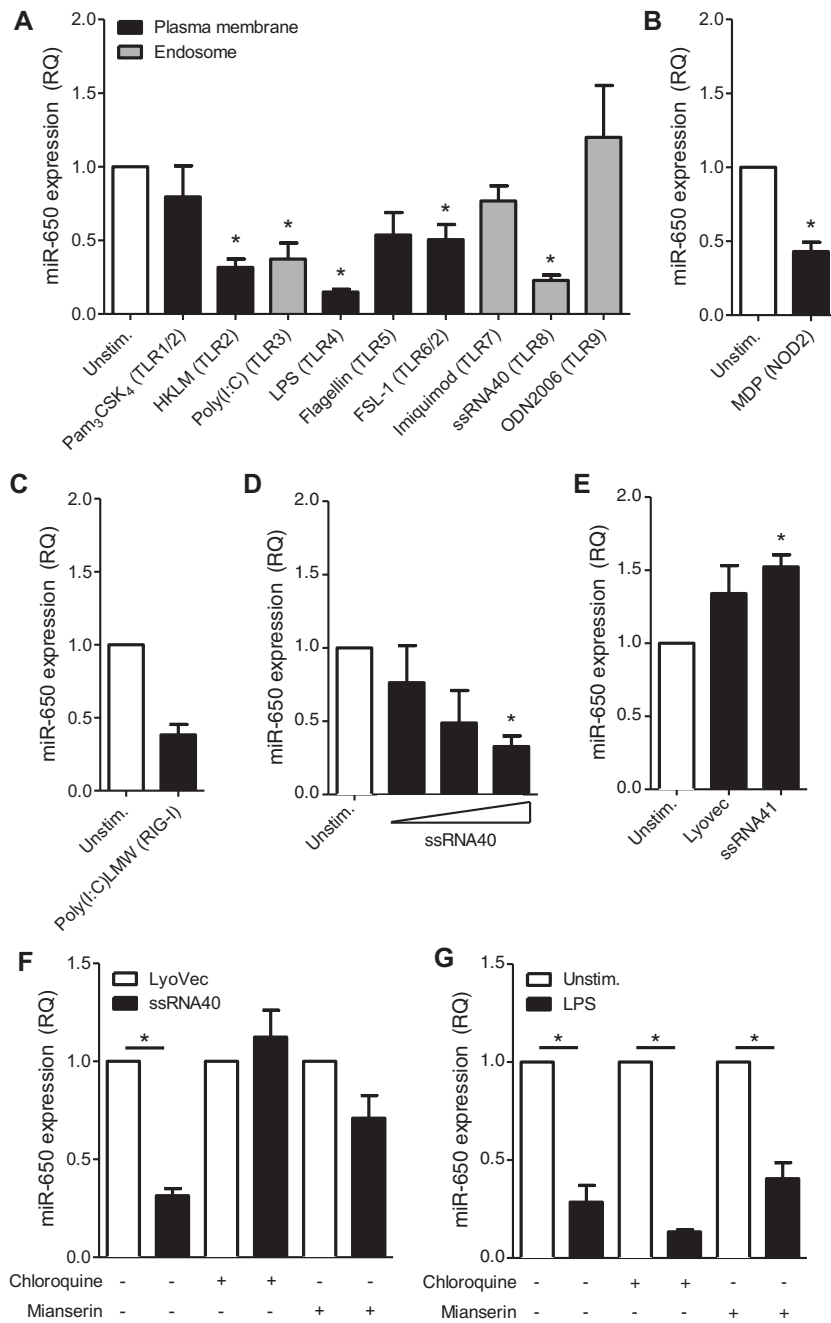 A
Plasma membrane
Endosome
miR-650 expression (RQ)
2.0
1.5
1.0
0.5
0.0
* * * * *
Unstim.
Pam3CSK4 (TLR1/2)
HKLM (TLR2)
Poly(I:C) (TLR3)
LPS (TLR4)
Flagellin (TLR5)
FSL-1 (TLR6/2)
Imiquimod (TLR7)
ssRNA40 (TLR8)
ODN2006 (TLR9)
B
miR-650 expression (RQ)
2.0
1.5
1.0
0.5
0.0
*
Unstim.
MDP (NOD2)
C
miR-650 expression (RQ)
2.0
1.5
1.0
0.5
0.0
Unstim.
Poly(I:C)LMW (RIG-I)
D
miR-650 expression (RQ)
2.0
1.5
1.0
0.5
0.0
*
Unstim.
ssRNA40
E
miR-650 expression (RQ)
2.0
1.5
1.0
0.5
0.0
*
Unstim.
Lyovec
ssRNA41
F
LyoVec
ssRNA40
miR-650 expression (RQ)
1.5
1.0
0.5
0.0
*
Chloroquine - - + + - -
Mianserin - - - - + +
G
Unstim.
LPS
miR-650 expression (RQ)
1.5
1.0
0.5
0.0
* * *
Chloroquine - - + + - -
Mianserin - - - - + +